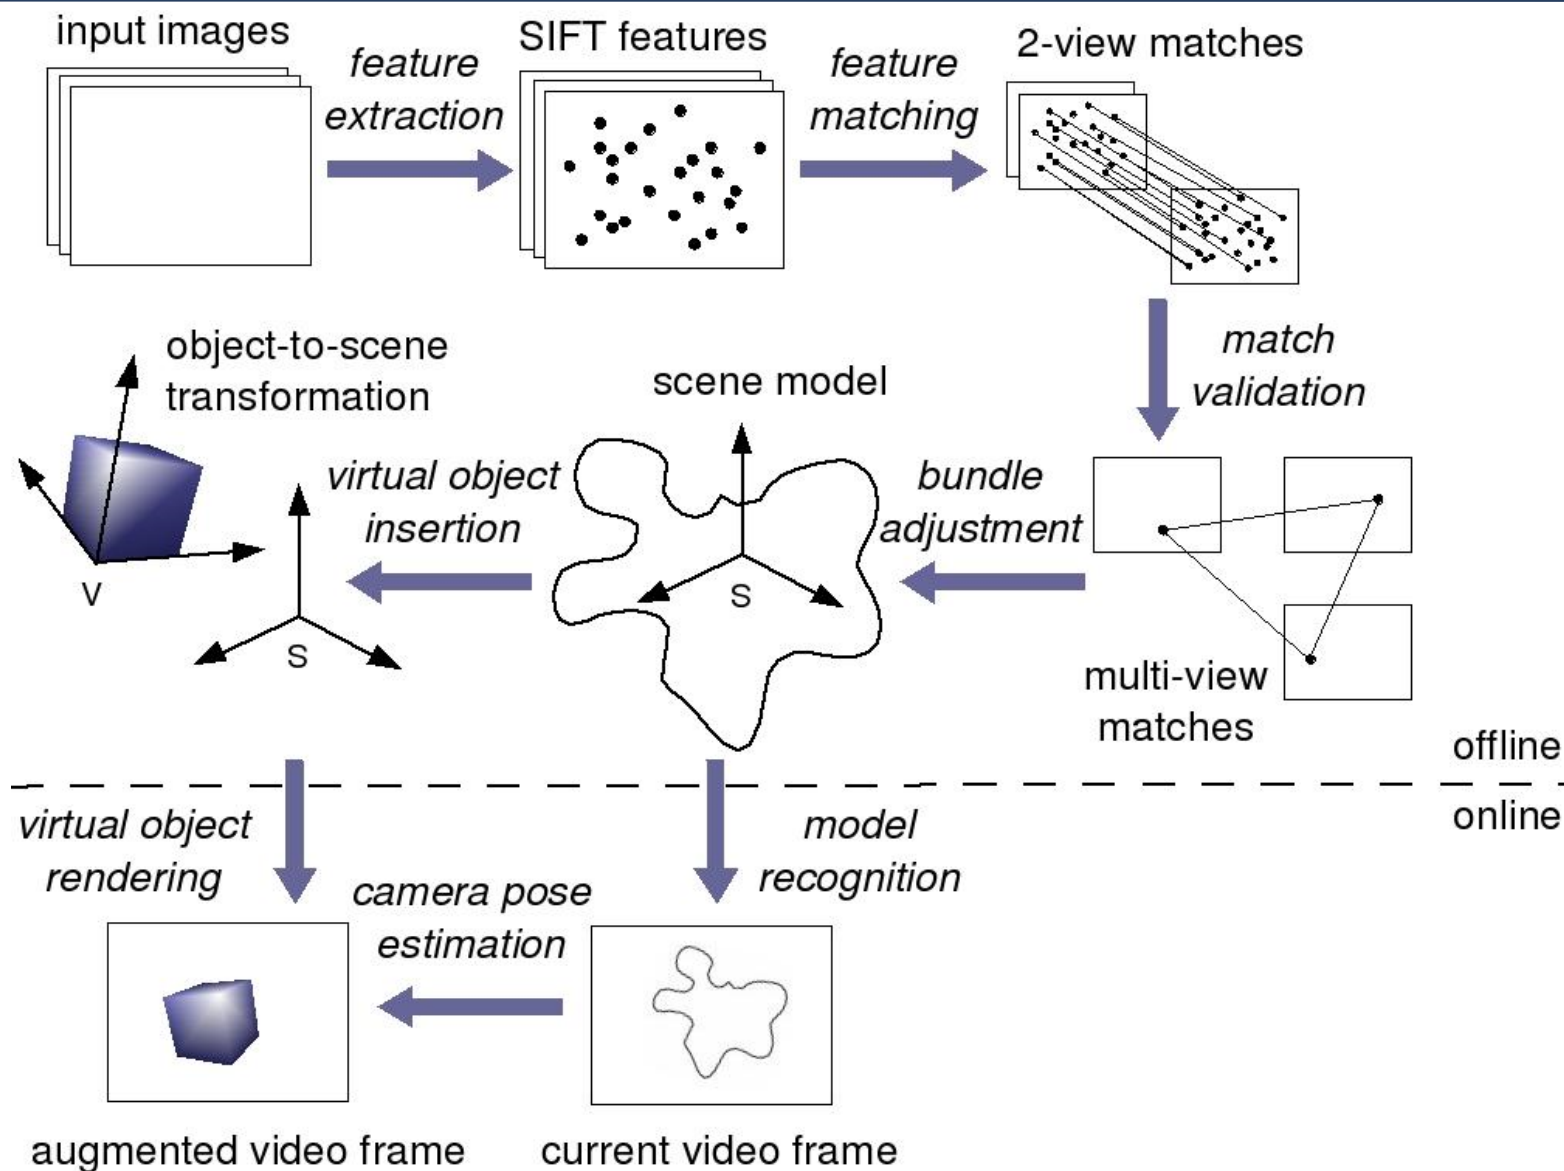 input images
feature
extraction
SIFT features
feature
matching
2-view matches
match
validation
object-to-scene
transformation
V
S
virtual object
insertion
scene model
S
bundle
adjustment
multi-view
matches
offline
online
virtual object
rendering
camera pose
estimation
model
recognition
augmented video frame
current video frame